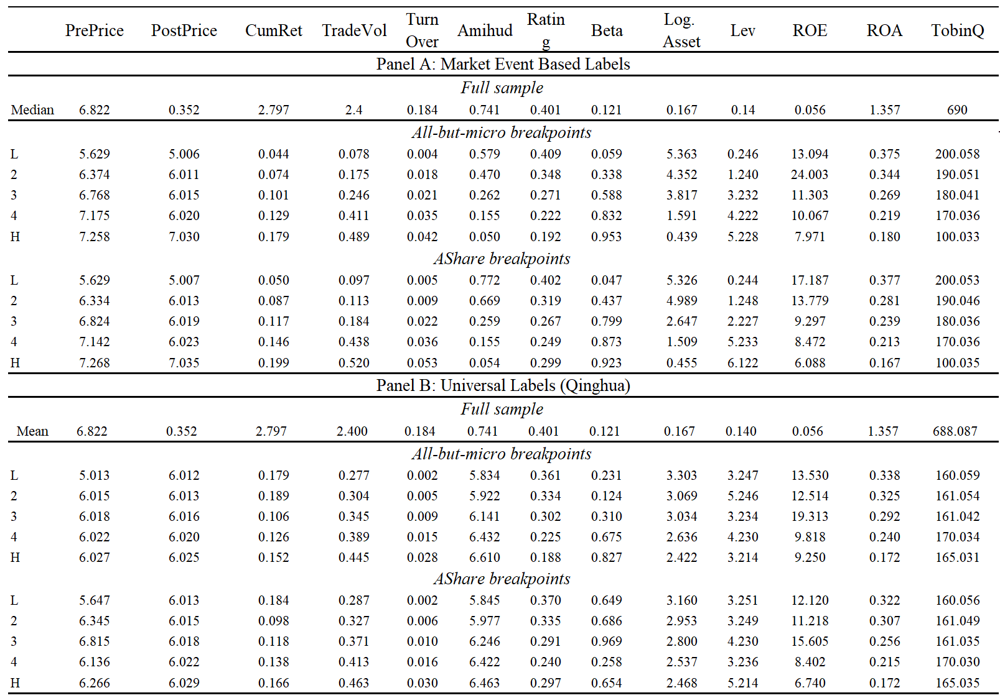 PrePrice PostPrice CumRet TradeVol Turn Over Amihud Ratin g Beta Log. Asset Lev ROE ROA TobinQ
Panel A: Market Event Based Labels
Full sample
Median 6.822 0.352 2.797 2.4 0.184 0.741 0.401 0.121 0.167 0.14 0.056 1.357 690
All-but-micro breakpoints
L 5.629 5.006 0.044 0.078 0.004 0.579 0.409 0.059 5.363 0.246 13.094 0.375 200.058
2 6.374 6.011 0.074 0.175 0.018 0.470 0.348 0.338 4.352 1.240 24.003 0.344 190.051
3 6.768 6.015 0.101 0.246 0.021 0.262 0.271 0.588 3.817 3.232 11.303 0.269 180.041
4 7.175 6.020 0.129 0.411 0.035 0.155 0.222 0.832 1.591 4.222 10.067 0.219 170.036
H 7.258 7.030 0.179 0.489 0.042 0.050 0.192 0.953 0.439 5.228 7.971 0.180 100.033
AShare breakpoints
L 5.629 5.007 0.050 0.097 0.005 0.772 0.402 0.047 5.326 0.244 17.187 0.377 200.053
2 6.334 6.013 0.087 0.113 0.009 0.669 0.319 0.437 4.989 1.248 13.779 0.281 190.046
3 6.824 6.019 0.117 0.184 0.022 0.259 0.267 0.799 2.647 2.227 9.297 0.239 180.036
4 7.142 6.023 0.146 0.438 0.036 0.155 0.249 0.873 1.509 5.233 8.472 0.213 170.036
H 7.268 7.035 0.199 0.520 0.053 0.054 0.299 0.923 0.455 6.122 6.088 0.167 100.035
Panel B: Universal Labels (Qinghua)
Full sample
Mean 6.822 0.352 2.797 2.400 0.184 0.741 0.401 0.121 0.167 0.140 0.056 1.357 688.087
All-but-micro breakpoints
L 5.013 6.012 0.179 0.277 0.002 5.834 0.361 0.231 3.303 3.247 13.530 0.338 160.059
2 6.015 6.013 0.189 0.304 0.005 5.922 0.334 0.124 3.069 5.246 12.514 0.325 161.054
3 6.018 6.016 0.106 0.345 0.009 6.141 0.302 0.310 3.034 3.234 19.313 0.292 161.042
4 6.022 6.020 0.126 0.389 0.015 6.432 0.225 0.675 2.636 4.230 9.818 0.240 170.034
H 6.027 6.025 0.152 0.445 0.028 6.610 0.188 0.827 2.422 3.214 9.250 0.172 165.031
AShare breakpoints
L 5.647 6.013 0.184 0.287 0.002 5.845 0.370 0.649 3.160 3.251 12.120 0.322 160.056
2 6.345 6.015 0.098 0.327 0.006 5.977 0.335 0.686 2.953 3.249 11.218 0.307 161.049
3 6.815 6.018 0.118 0.371 0.010 6.246 0.291 0.969 2.800 4.230 15.605 0.256 161.035
4 6.136 6.022 0.138 0.413 0.016 6.422 0.240 0.258 2.537 3.236 8.402 0.215 170.030
H 6.266 6.029 0.166 0.463 0.030 6.463 0.297 0.654 2.468 5.214 6.740 0.172 165.035